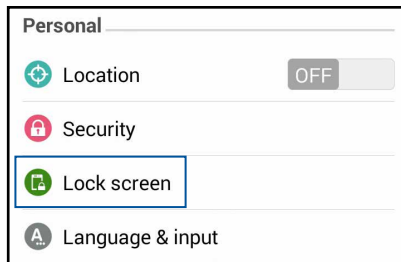 Personal
Location OFF
Security
Lock screen
A... Language & input